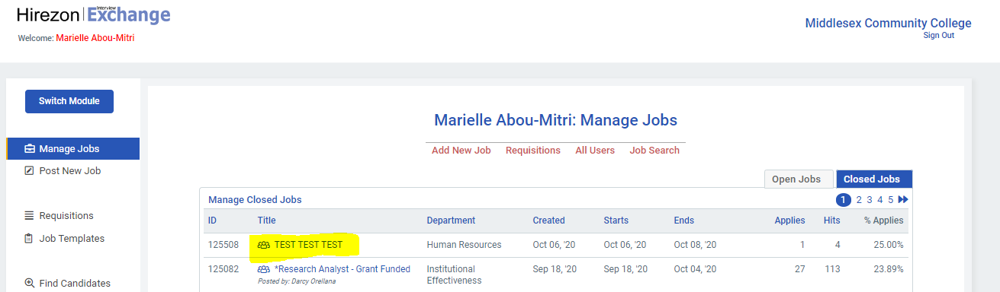 Hirezon Interview Exchange
Welcome: Marielle Abou-Mitri
Middlesex Community College
Sign Out
Switch Module
Manage Jobs
Post New Job
Requisitions
Job Templates
Find Candidates
Marielle Abou-Mitri: Manage Jobs
Add New Job Requisitions All Users Job Search
Open Jobs Closed Jobs
Manage Closed Jobs 1 2 3 4 5
ID Title Department Created Starts Ends Applies Hits % Applies
125508 TEST TEST TEST Human Resources Oct 06, '20 Oct 06, '20 Oct 08, '20 1 4 25.00%
125082 *Research Analyst - Grant Funded Institutional Sep 18, '20 Sep 18, '20 Oct 04, '20 27 113 23.89%
Posted by: Darcy Orellana Effectiveness